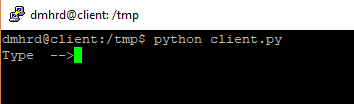 dmhrd@client: /tmp
dmhrd@client:/tmp$ python client.py
Type  -->